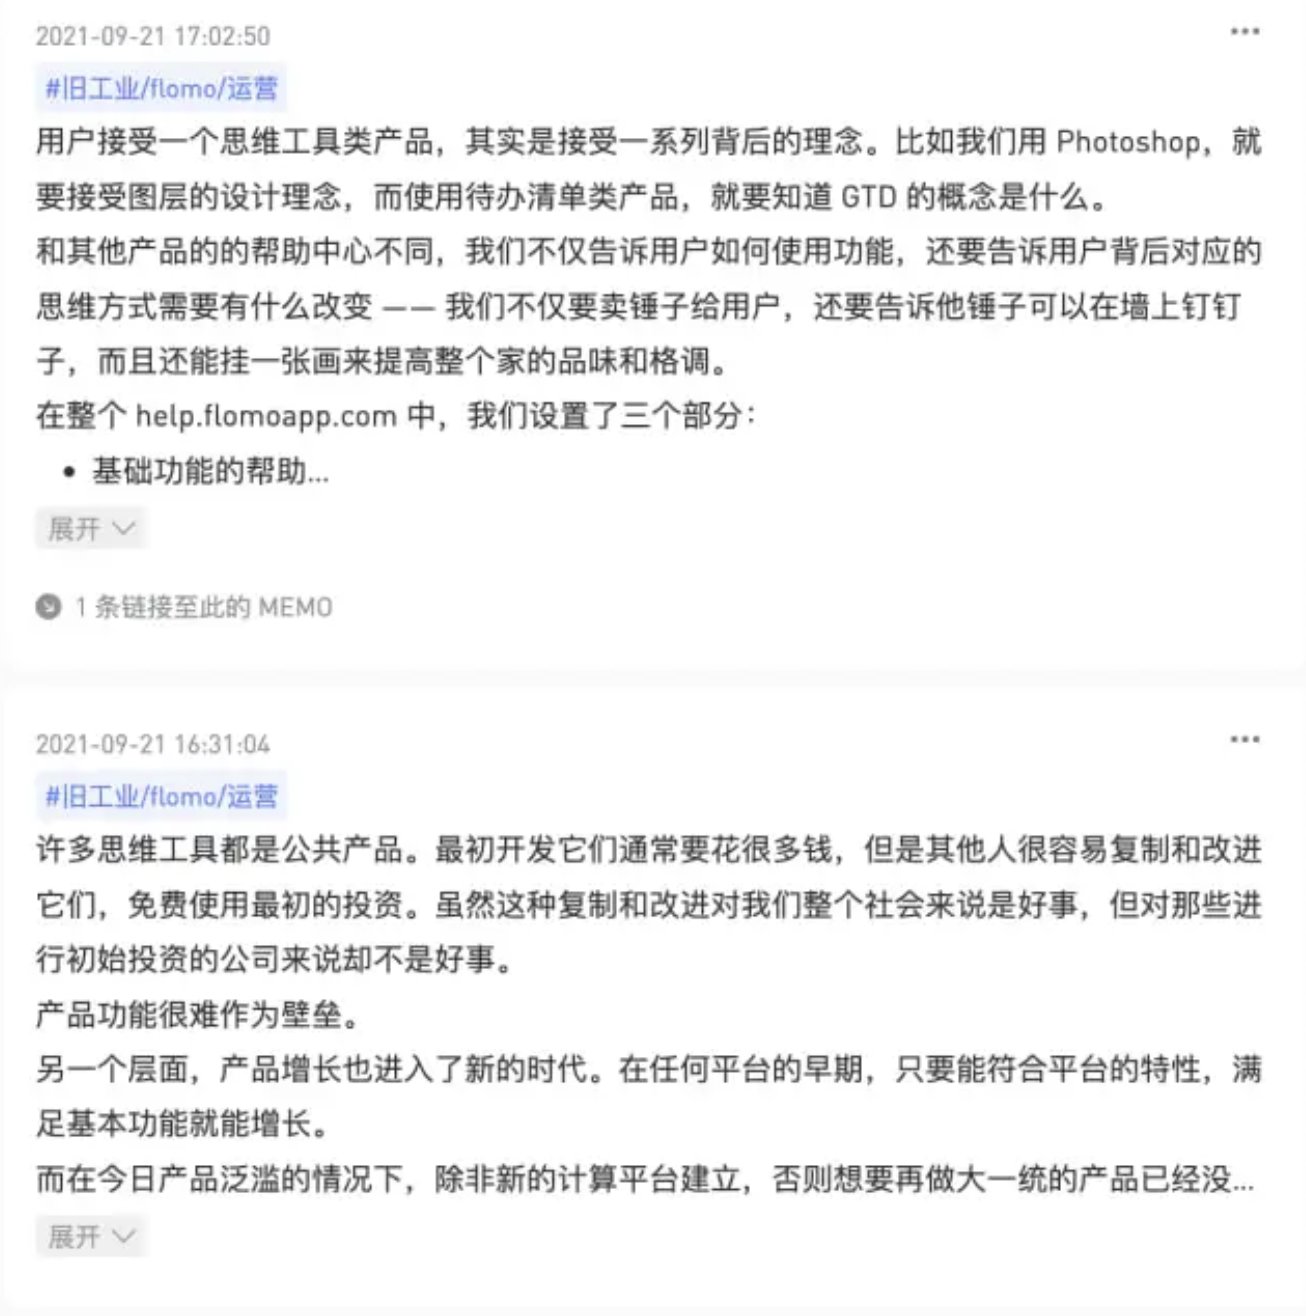 2021-09-21 17:02:50
#旧工业/flomo/运营
用户接受一个思维工具类产品，其实是接受一系列背后的理念。比如我们用 Photoshop，就
要接受图层的设计理念，而使用待办清单类产品，就要知道 GTD 的概念是什么。
和其他产品的的帮助中心不同，我们不仅告诉用户如何使用功能，还要告诉用户背后对应的
思维方式需要有什么改变 —— 我们不仅要卖锤子给用户，还要告诉他锤子可以在墙上钉钉
子，而且还能挂一张画来提高整个家的品味和格调。
在整个 help.flomoapp.com 中，我们设置了三个部分：
• 基础功能的帮助...
展开
1 条链接至此的 MEMO
2021-09-21 16:31:04
#旧工业/flomo/运营
许多思维工具都是公共产品。最初开发它们通常要花很多钱，但是其他人很容易复制和改进
它们，免费使用最初的投资。虽然这种复制和改进对我们整个社会来说是好事，但对那些进
行初始投资的公司来说却不是好事。
产品功能很难作为壁垒。
另一个层面，产品增长也进入了新的时代。在任何平台的早期，只要能符合平台的特性，满
足基本功能就能增长。
而在今日产品泛滥的情况下，除非新的计算平台建立，否则想要再做大一统的产品已经没...
展开